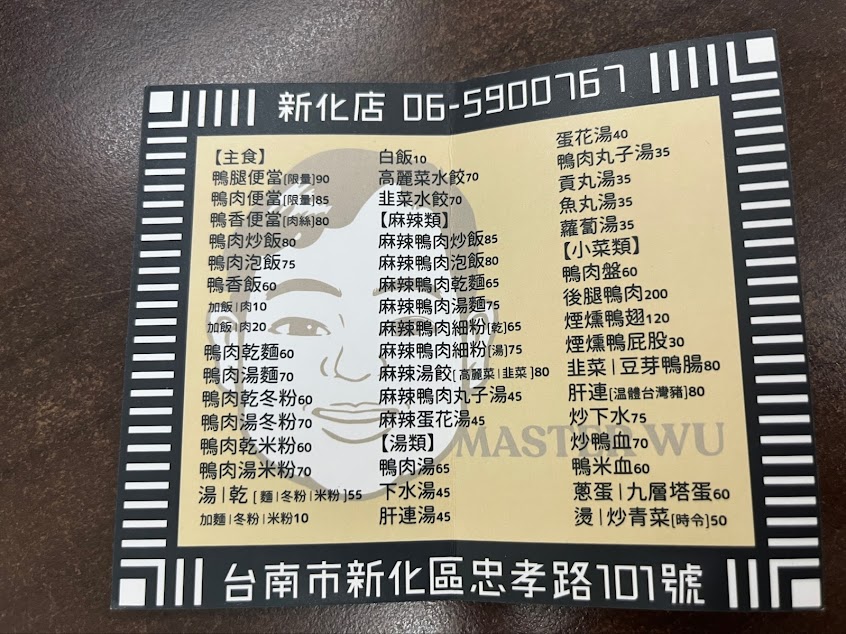 新化店 06-5900767
【主食】
鴨腿便當[限量]90
鴨肉便當[限量]85
鴨香便當[肉絲]80
鴨肉炒飯80
鴨肉泡飯75
鴨香飯60
加飯|肉10
加飯|肉20
鴨肉乾麵60
鴨肉湯麵70
鴨肉乾冬粉60
鴨肉湯冬粉70
鴨肉乾米粉60
鴨肉湯米粉70
湯|乾[麵|冬粉|米粉]55
加麵|冬粉|米粉10
白飯10
高麗菜水餃70
韭菜水餃70
【麻辣類】
麻辣鴨肉炒飯85
麻辣鴨肉泡飯80
麻辣鴨肉乾麵65
麻辣鴨肉湯麵75
麻辣鴨肉細粉[乾]65
麻辣鴨肉細粉[湯]75
麻辣湯餃[高麗菜|韭菜]80
麻辣鴨肉丸子湯45
麻辣蛋花湯45
【湯類】
鴨肉湯65
下水湯45
肝連湯45
蛋花湯40
鴨肉丸子湯35
貢丸湯35
魚丸湯35
蘿蔔湯35
【小菜類】
鴨肉盤60
後腿鴨肉200
煙燻鴨翅120
煙燻鴨屁股30
韭菜|豆芽鴨腸80
肝連[溫體台灣豬]80
炒下水75
炒鴨血70
鴨米血60
蔥蛋|九層塔蛋60
燙|炒青菜[時令]50
MASTER WU
台南市新化區忠孝路101號